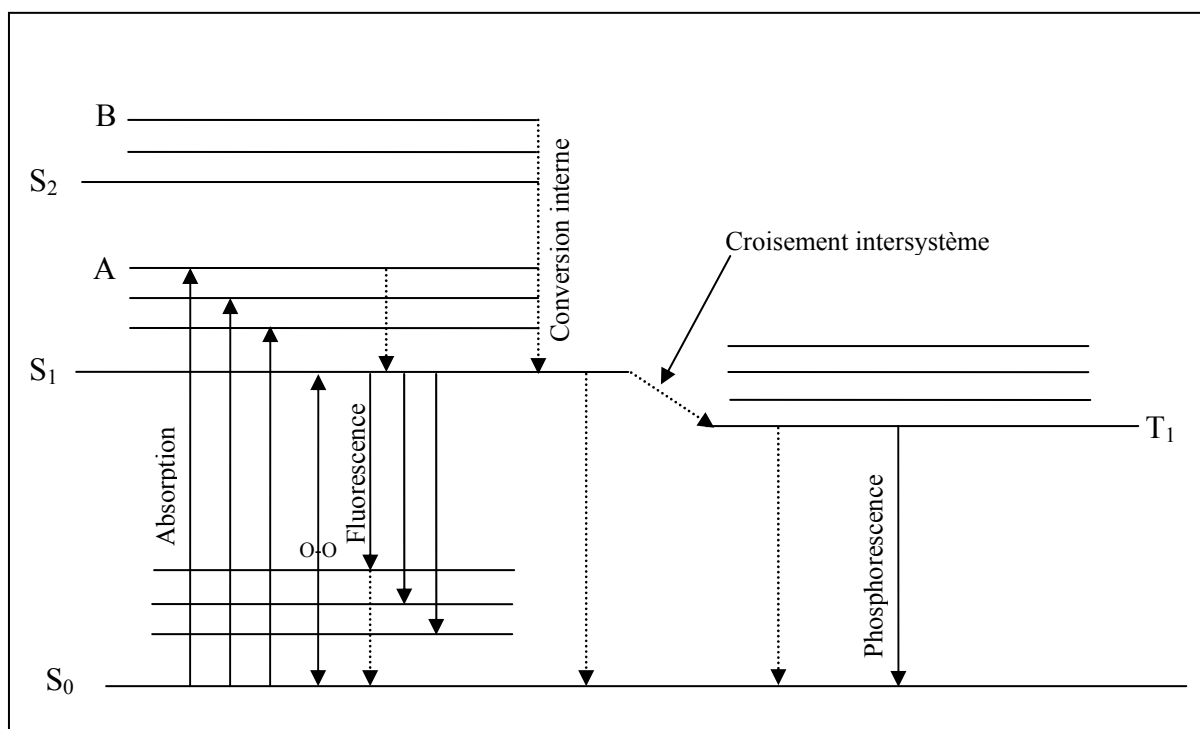 B
S₂
Conversion interne
Croisement intersystème
A
S₁
T₁
Absorption
Fluorescence
O-O
Phosphorescence
S₀